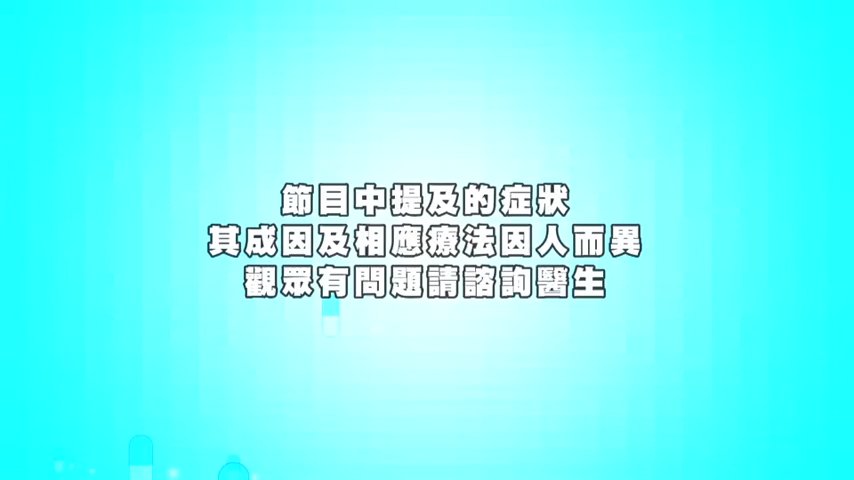 節目中提及的症狀
其成因及相應療法因人而異
觀眾有問題請諮詢醫生